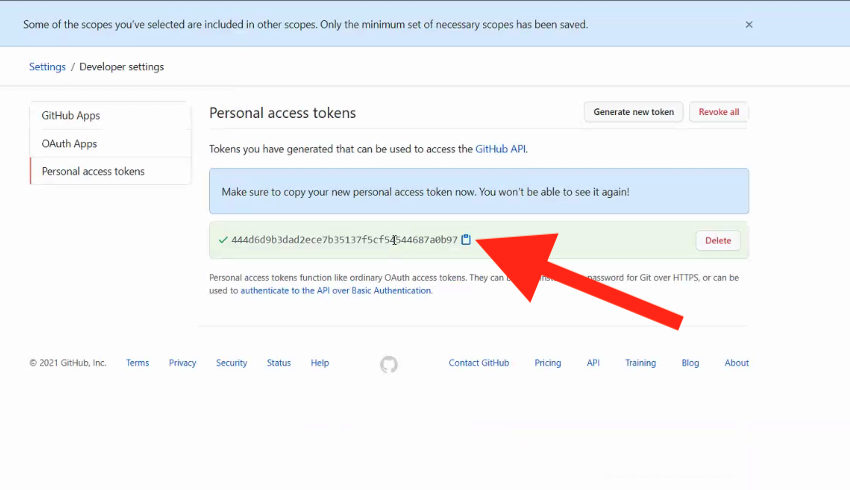 Some of the scopes you've selected are included in other scopes. Only the minimum set of necessary scopes has been saved.
Settings / Developer settings
GitHub Apps
OAuth Apps
Personal access tokens
Personal access tokens
Generate new token
Revoke all
Tokens you have generated that can be used to access the GitHub API.
Make sure to copy your new personal access token now. You won't be able to see it again!
Delete
Personal access tokens function like ordinary OAuth access tokens. They can password for Git over HTTPS, or can be
used to authenticate to the API over Basic Authentication.
© 2021 GitHub, Inc. Terms Privacy Security Status Help Contact GitHub Pricing API Training Blog About